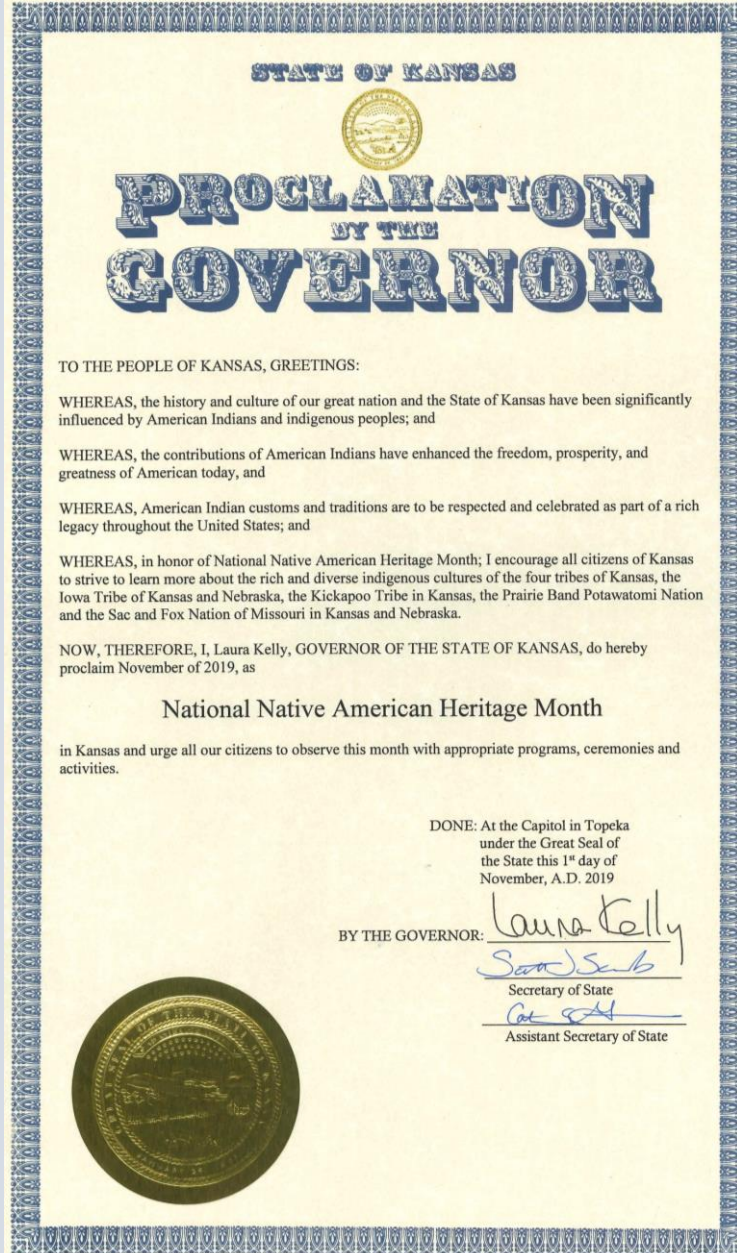 STATE OF KANSAS
PROCLAMATION
BY THE
GOVERNOR
TO THE PEOPLE OF KANSAS, GREETINGS:
WHEREAS, the history and culture of our great nation and the State of Kansas have been significantly
influenced by American Indians and indigenous peoples; and
WHEREAS, the contributions of American Indians have enhanced the freedom, prosperity, and
greatness of American today, and
WHEREAS, American Indian customs and traditions are to be respected and celebrated as part of a rich
legacy throughout the United States; and
WHEREAS, in honor of National Native American Heritage Month; I encourage all citizens of Kansas
to strive to learn more about the rich and diverse indigenous cultures of the four tribes of Kansas, the
Iowa Tribe of Kansas and Nebraska, the Kickapoo Tribe in Kansas, the Prairie Band Potawatomi Nation
and the Sac and Fox Nation of Missouri in Kansas and Nebraska.
NOW, THEREFORE, I, Laura Kelly, GOVERNOR OF THE STATE OF KANSAS, do hereby
proclaim November of 2019, as
National Native American Heritage Month
in Kansas and urge all our citizens to observe this month with appropriate programs, ceremonies and
activities.
DONE: At the Capitol in Topeka
under the Great Seal of
the State this 1st day of
November, A.D. 2019
BY THE GOVERNOR: Laura Kelly
Secretary of State
Assistant Secretary of State
GREAT SEAL OF THE STATE OF KANSAS